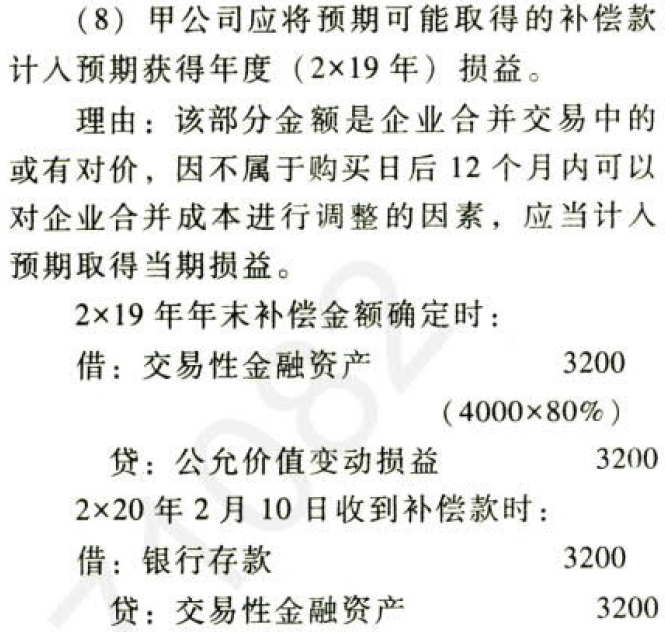 （8）甲公司应将预期可能取得的补偿款
计入预期获得年度（2×19 年）损益。
理由：该部分金额是企业合并交易中的
或有对价，因不属于购买日后 12 个月内可以
对企业合并成本进行调整的因素，应当计入
预期取得当期损益。
2×19 年年末补偿金额确定时：
借：交易性金融资产 3200
（4000×80%）
贷：公允价值变动损益 3200
2×20 年 2 月 10 日收到补偿款时：
借：银行存款 3200
贷：交易性金融资产 3200